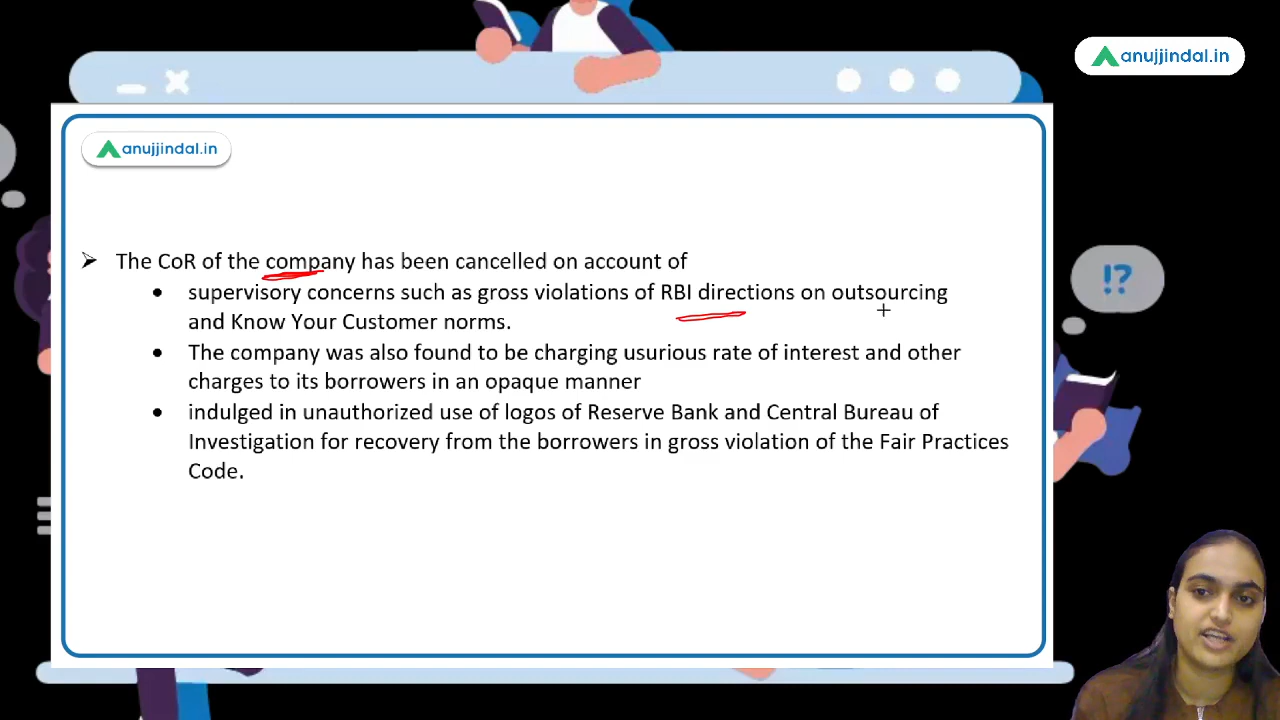 anujjindal.in
anujjindal.in
The CoR of the company has been cancelled on account of
supervisory concerns such as gross violations of RBI directions on outsourcing
and Know Your Customer norms.
The company was also found to be charging usurious rate of interest and other
charges to its borrowers in an opaque manner
indulged in unauthorized use of logos of Reserve Bank and Central Bureau of
Investigation for recovery from the borrowers in gross violation of the Fair Practices
Code.
!?